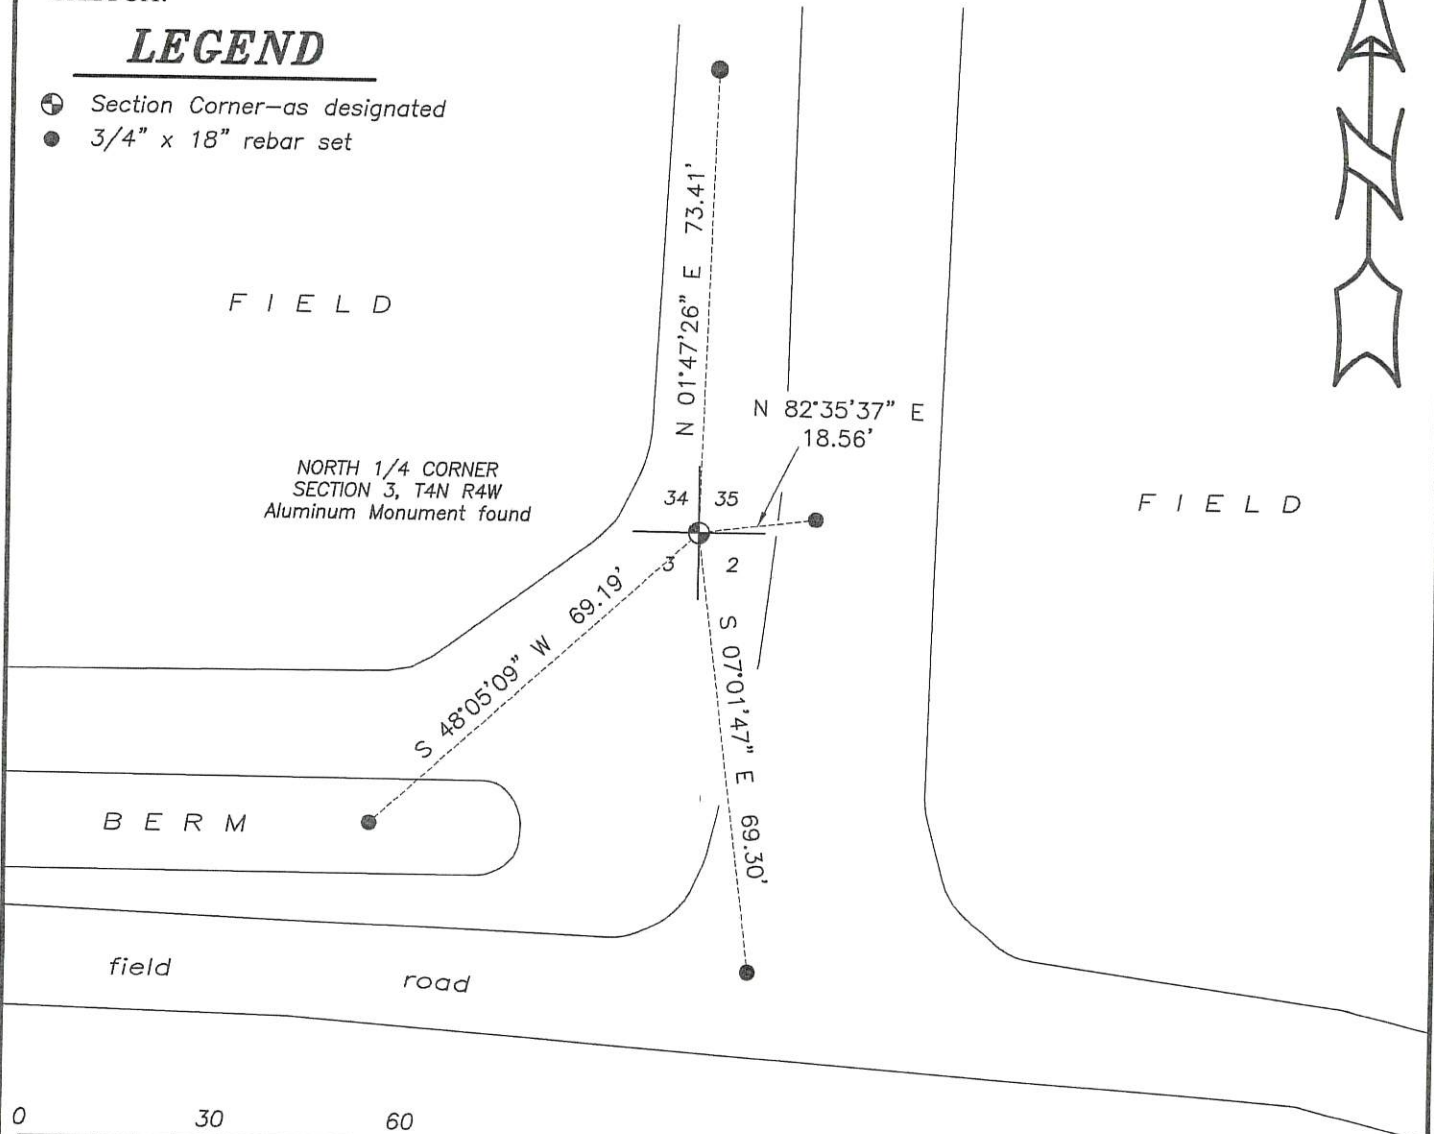 LEGEND
Section Corner-as designated
3/4" x 18" rebar set
FIELD
N 01°47'26" E 73.41'
N 82°35'37" E
18.56'
NORTH 1/4 CORNER
SECTION 3, T4N R4W
Aluminum Monument found
34 35
3 2
FIELD
S 48°05'09" W 69.19'
S 07°01'47" E 69.30'
BERM
field road
0 30 60
N